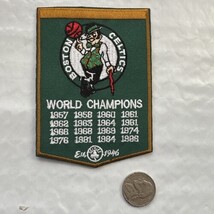 BOSTON CELTICS
WORLD CHAMPIONS
1957 1959 1960 1961
1962 1963 1964 1965
1966 1968 1969 1974
1976 1981 1984 1986
Est. 1946